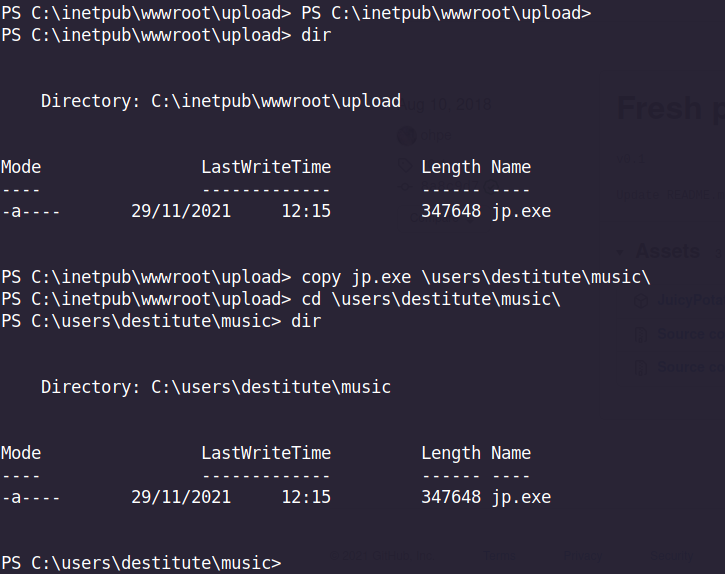 PS C:\inetpub\wwwroot\upload> PS C:\inetpub\wwwroot\upload>
PS C:\inetpub\wwwroot\upload> dir
Directory: C:\inetpub\wwwroot\upload
Mode LastWriteTime Length Name
---- ------------- ------ ----
-a---- 29/11/2021 12:15 347648 jp.exe
PS C:\inetpub\wwwroot\upload> copy jp.exe \users\destitute\music\
PS C:\inetpub\wwwroot\upload> cd \users\destitute\music\
PS C:\users\destitute\music> dir
Directory: C:\users\destitute\music
Mode LastWriteTime Length Name
---- ------------- ------ ----
-a---- 29/11/2021 12:15 347648 jp.exe
PS C:\users\destitute\music>
Fresh
Assets